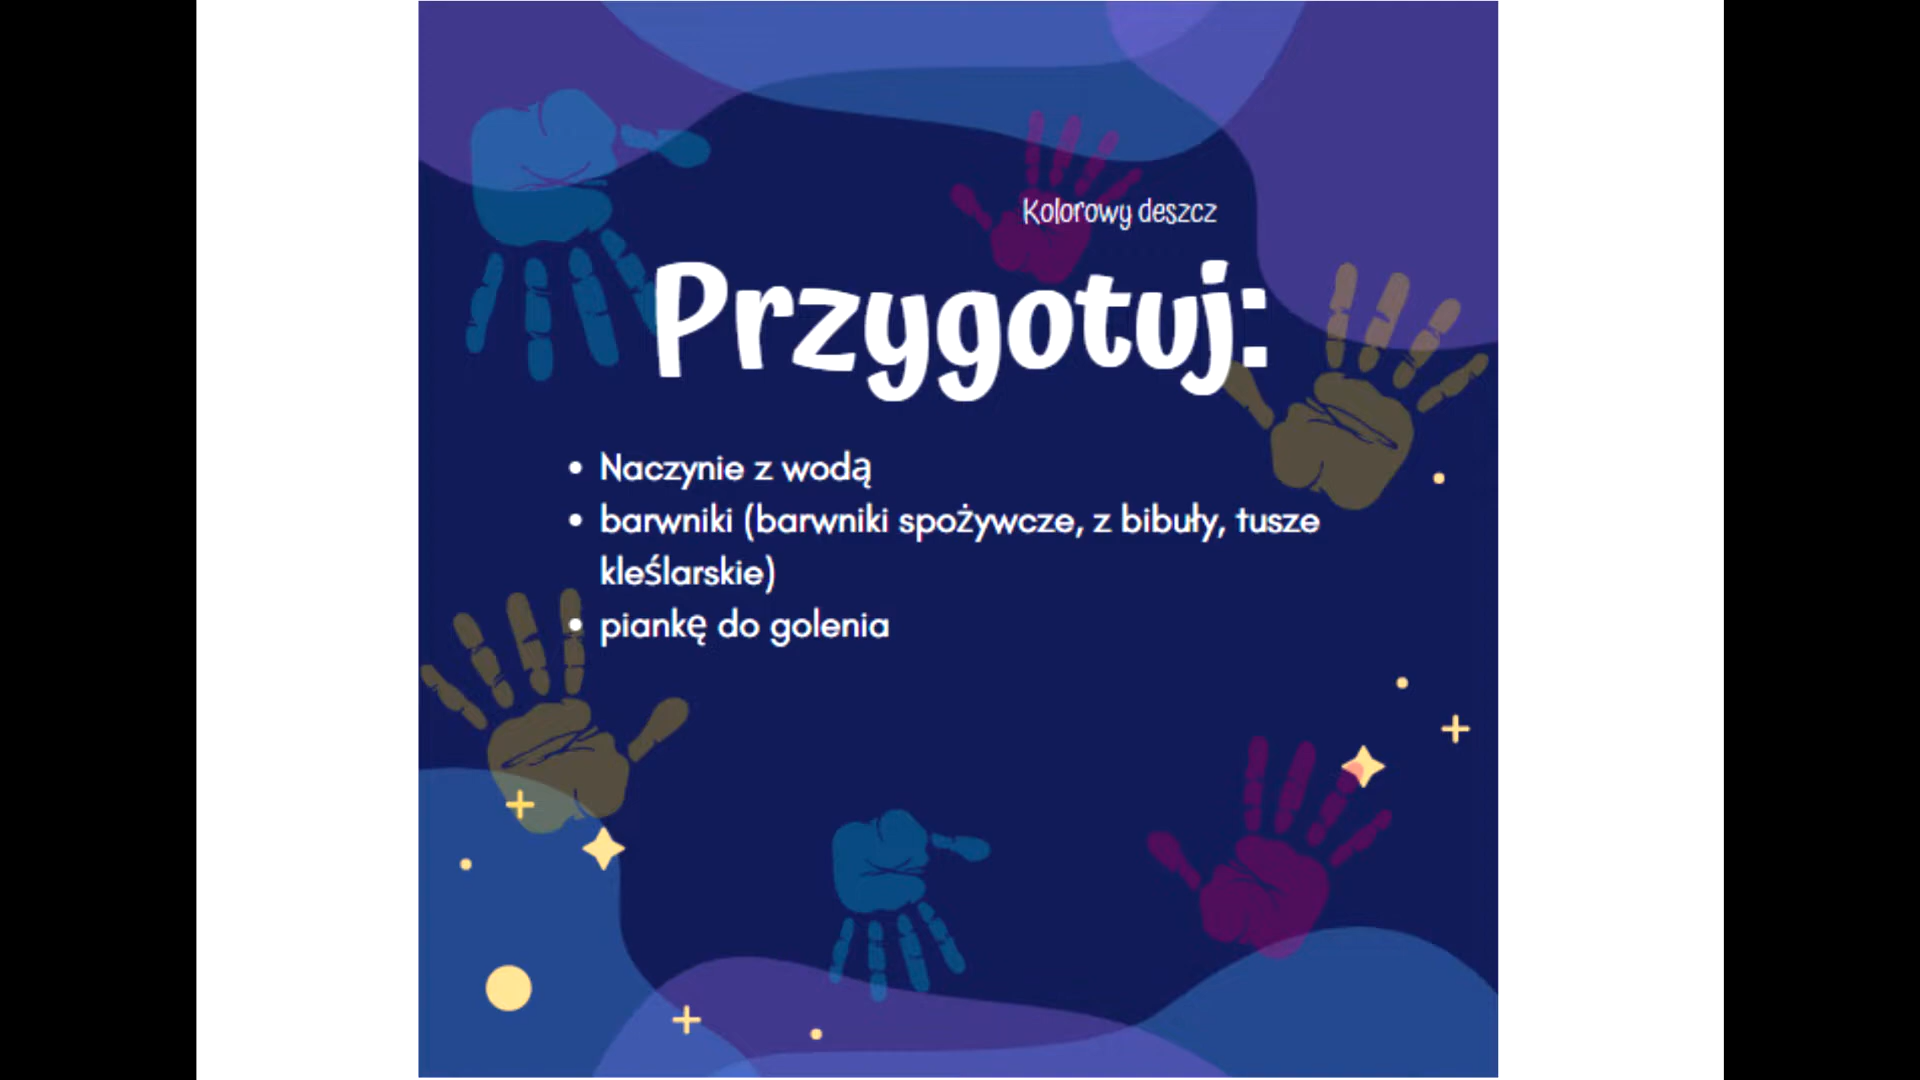 Kolorowy deszcz
Przygotuj:
• Naczynie z wodą
• barwniki (barwniki spożywcze, z bibuły, tusze
kleślarskie)
• piankę do golenia